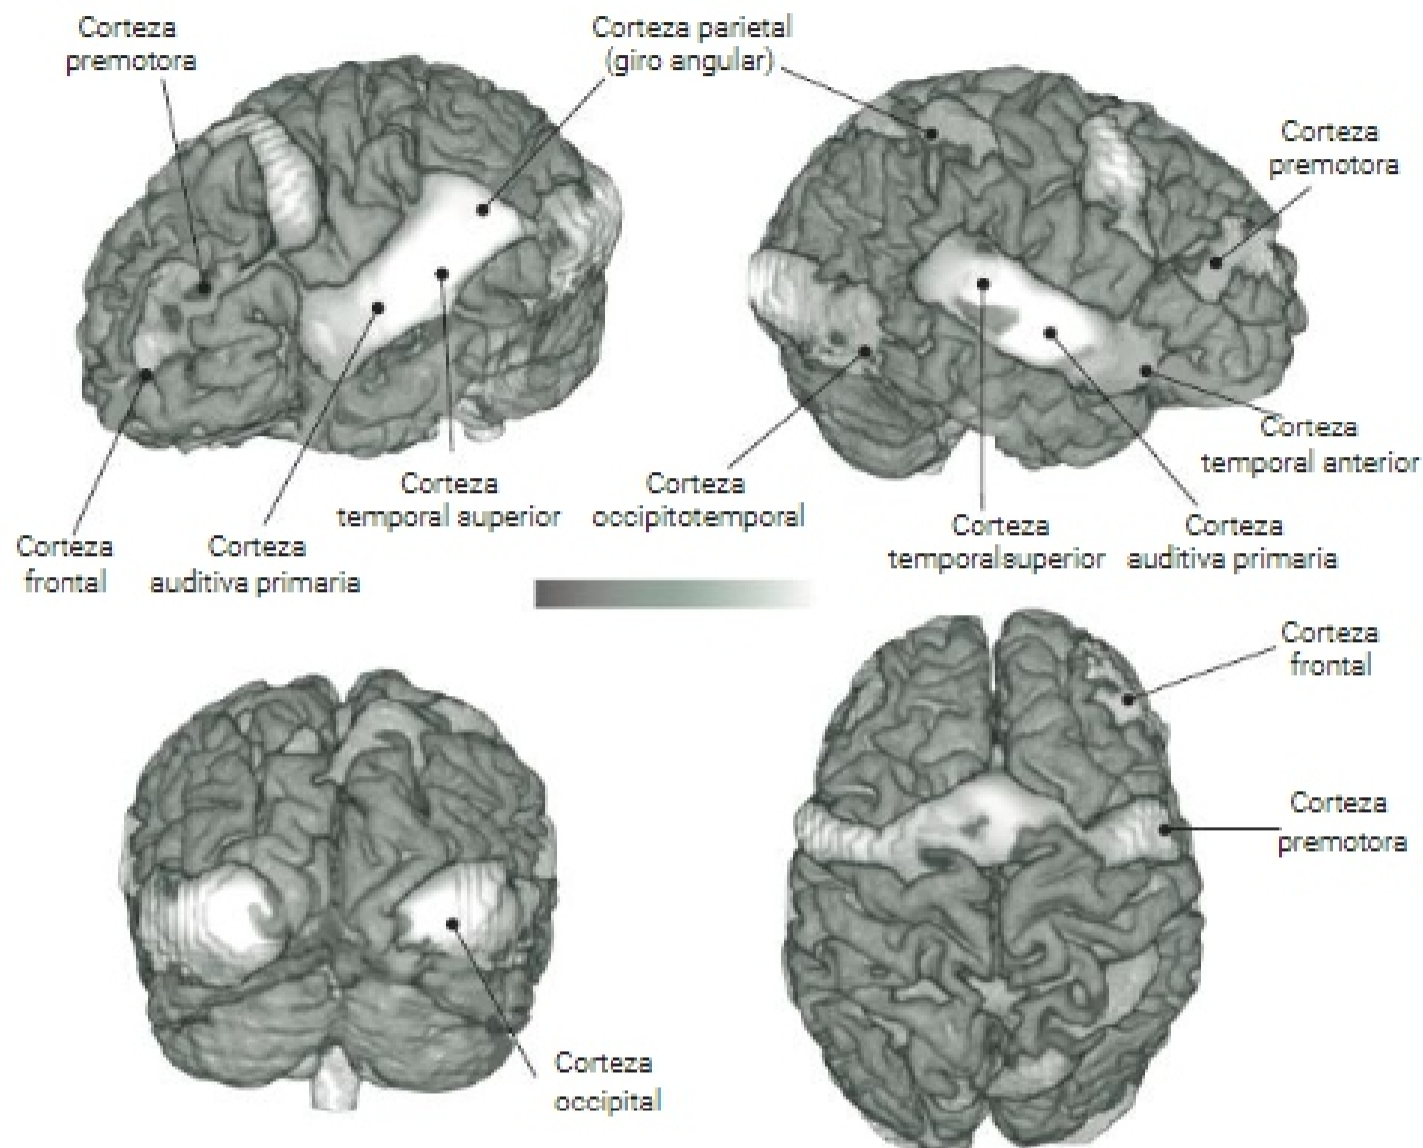 Corteza
premotora
Corteza parietal
(giro angular)
Corteza
premotora
Corteza
temporal anterior
Corteza
temporal superior
Corteza
occipitotemporal
Corteza
temporalsuperior
Corteza
auditiva primaria
Corteza
frontal
Corteza
auditiva primaria
Corteza
frontal
Corteza
premotora
Corteza
occipital